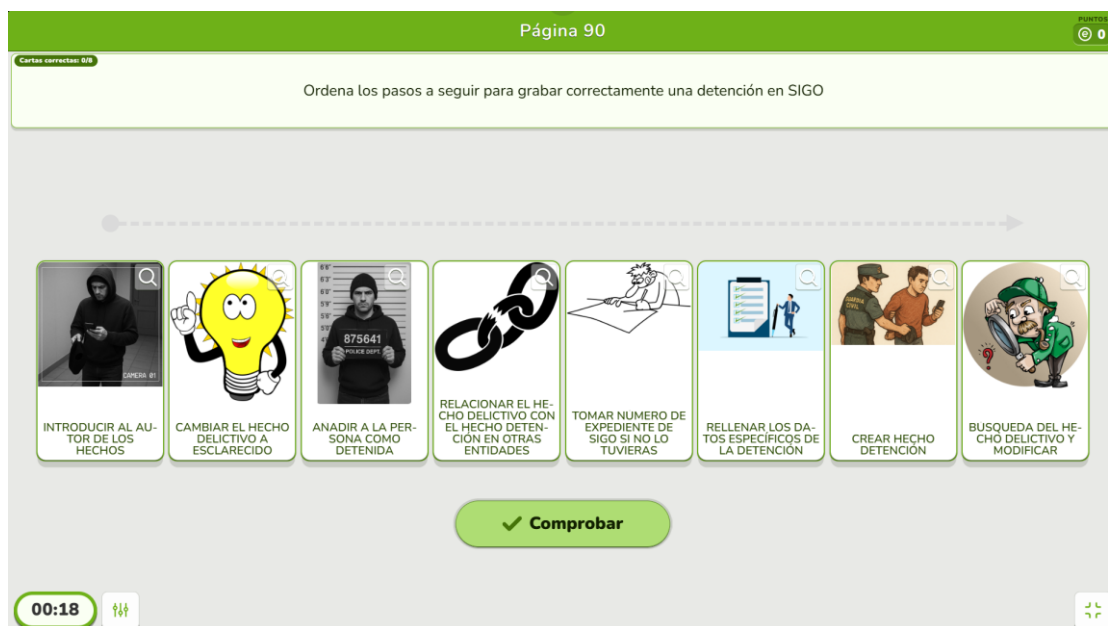 Página 90
PUNTOS
0
Cartas correctas: 0/8
Ordena los pasos a seguir para grabar correctamente una detención en SIGO
CAMERA 01
INTRODUCIR AL AU-
TOR DE LOS
HECHOS
CAMBIAR EL HECHO
DELICTIVO A
ESCLARECIDO
875641
POLICE DEPT.
ANADIR A LA PER-
SONA COMO
DETENIDA
RELACIONAR EL HE-
CHO DELICTIVO CON
EL HECHO DETEN-
CIÓN EN OTRAS
ENTIDADES
TOMAR NUMERO DE
EXPEDIENTE DE
SIGO SI NO LO
TUVIERAS
RELLENAR LOS DA-
TOS ESPECÍFICOS DE
LA DETENCIÓN
GUARDIA
CIVIL
CREAR HECHO
DETENCIÓN
?
BUSQUEDA DEL HE-
CHO DELICTIVO Y
MODIFICAR
Comprobar
00:18